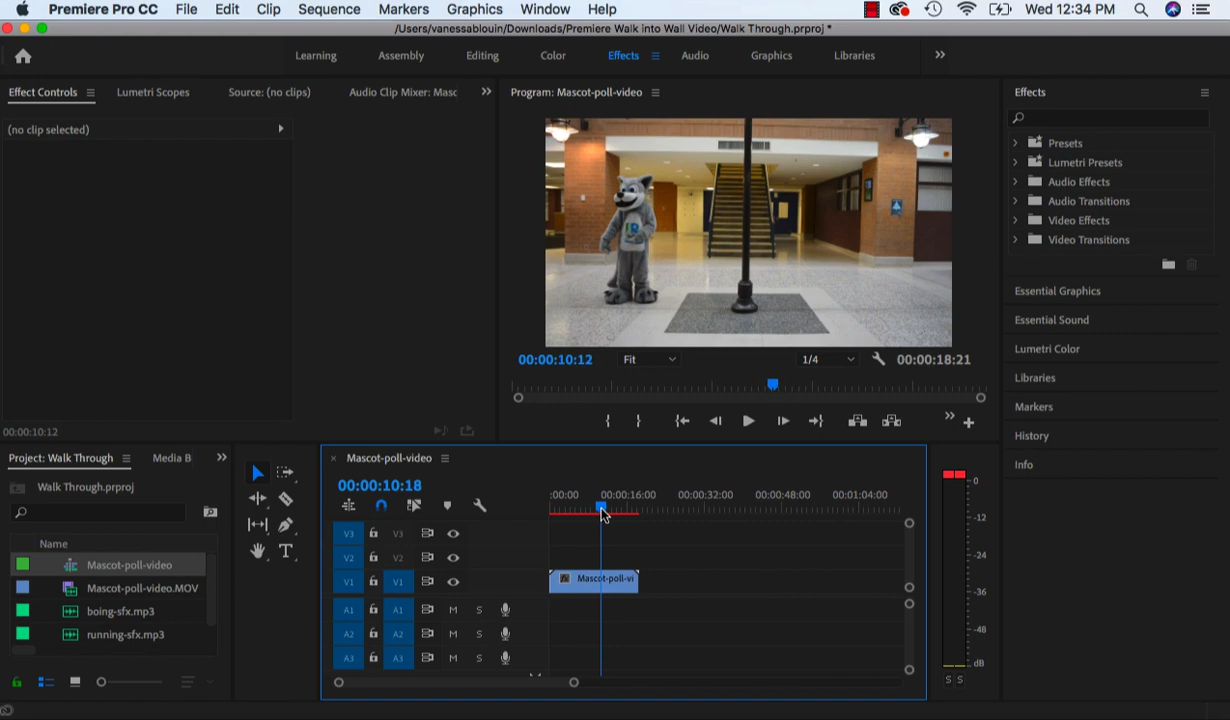 Premiere Pro CC File Edit Clip Sequence Markers Graphics Window Help Wed 12:34 PM
/Users/vanessablouin/Downloads/Premiere Walk into Wall Video/Walk Through.prproj *
Learning Assembly Editing Color Effects Audio Graphics Libraries
Effect Controls Lumetri Scopes Source: (no clips) Audio Clip Mixer: Masc Program: Mascot-poll-video Effects
(no clip selected)
Presets
Lumetri Presets
Audio Effects
Audio Transitions
Video Effects
Video Transitions
Essential Graphics
Essential Sound
Lumetri Color
Libraries
Markers
History
Info
00:00:10:12 Fit 1/4 00:00:18:21
00:00:10:12
Project: Walk Through Media B
Walk Through.prproj
Name
Mascot-poll-video
Mascot-poll-video.MOV
boing-sfx.mp3
running-sfx.mp3
Mascot-poll-video
00:00:10:18
:00:00 00:00:16:00 00:00:32:00 00:00:48:00 00:01:04:00
V3 V3
V2 V2
V1 V1 Mascot-poll-vi
A1 A1 M S
A2 A2 M S
A3 A3 M S
0
-12
-24
-36
-48
dB
S S